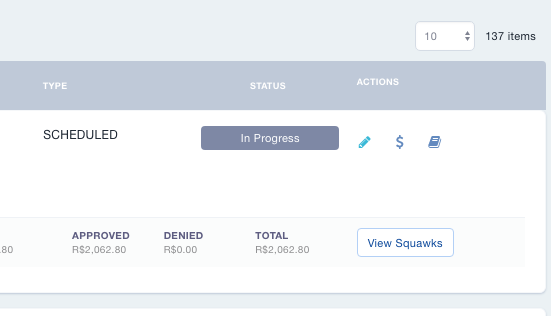 10 137 items
TYPE STATUS ACTIONS
SCHEDULED In Progress $
APPROVED DENIED TOTAL
.80 R$2,062.80 R$0.00 R$2,062.80
View Squawks